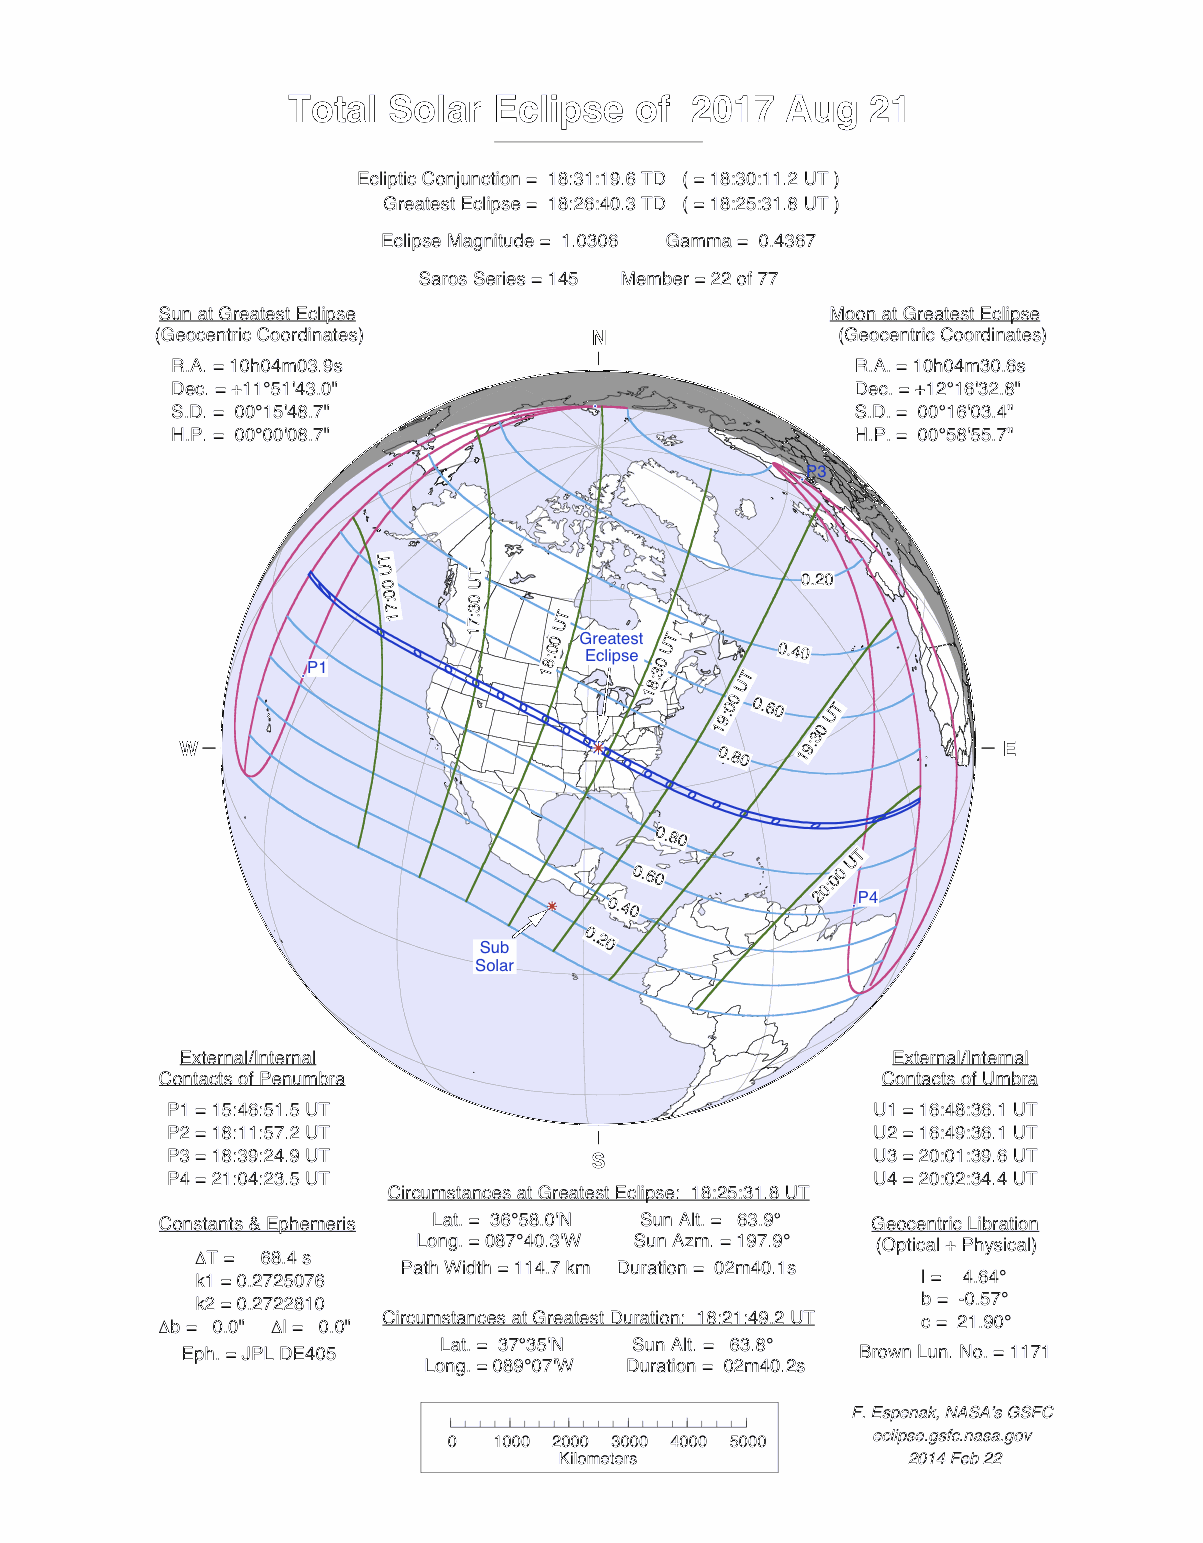 Total Solar Eclipse of 2017 Aug 21
Ecliptic Conjunction = 18:31:19.6 TD ( = 18:30:11.2 UT )
Greatest Eclipse = 18:26:40.3 TD ( = 18:25:31.8 UT )
Eclipse Magnitude = 1.0306 Gamma = 0.4367
Saros Series = 145 Member = 22 of 77
Sun at Greatest Eclipse
(Geocentric Coordinates)
R.A. = 10h04m03.9s
Dec. = +11°51'43.0"
S.D. = 00°15'48.7"
H.P. = 00°00'08.7"
Moon at Greatest Eclipse
(Geocentric Coordinates)
R.A. = 10h04m30.6s
Dec. = +12°16'32.8"
S.D. = 00°16'03.4"
H.P. = 00°58'55.7"
N
P3
17:00 UT
17:30 UT
18:00 UT
Greatest
Eclipse
18:30 UT
19:00 UT
19:30 UT
0.20
0.40
0.60
0.80
P1
W
E
0.80
0.60
0.40
0.20
20:00 UT
P4
Sub
Solar
S
External/Internal
Contacts of Penumbra
P1 = 15:46:51.5 UT
P2 = 18:11:57.2 UT
P3 = 18:39:24.9 UT
P4 = 21:04:23.5 UT
External/Internal
Contacts of Umbra
U1 = 16:48:36.1 UT
U2 = 16:49:36.1 UT
U3 = 20:01:39.6 UT
U4 = 20:02:34.4 UT
Constants & Ephemeris
ΔT = 68.4 s
k1 = 0.2725076
k2 = 0.2722810
Δb = 0.0" Δl = 0.0"
Eph. = JPL DE405
Circumstances at Greatest Eclipse: 18:25:31.8 UT
Lat. = 36°58.0'N Sun Alt. = 63.9°
Long. = 087°40.3'W Sun Azm. = 197.9°
Path Width = 114.7 km Duration = 02m40.1s
Circumstances at Greatest Duration: 18:21:49.2 UT
Lat. = 37°35'N Sun Alt. = 63.8°
Long. = 089°07'W Duration = 02m40.2s
Geocentric Libration
(Optical + Physical)
l = 4.64°
b = -0.57°
c = 21.90°
Brown Lun. No. = 1171
0 1000 2000 3000 4000 5000
Kilometers
F. Espenak, NASA's GSFC
eclipse.gsfc.nasa.gov
2014 Feb 22